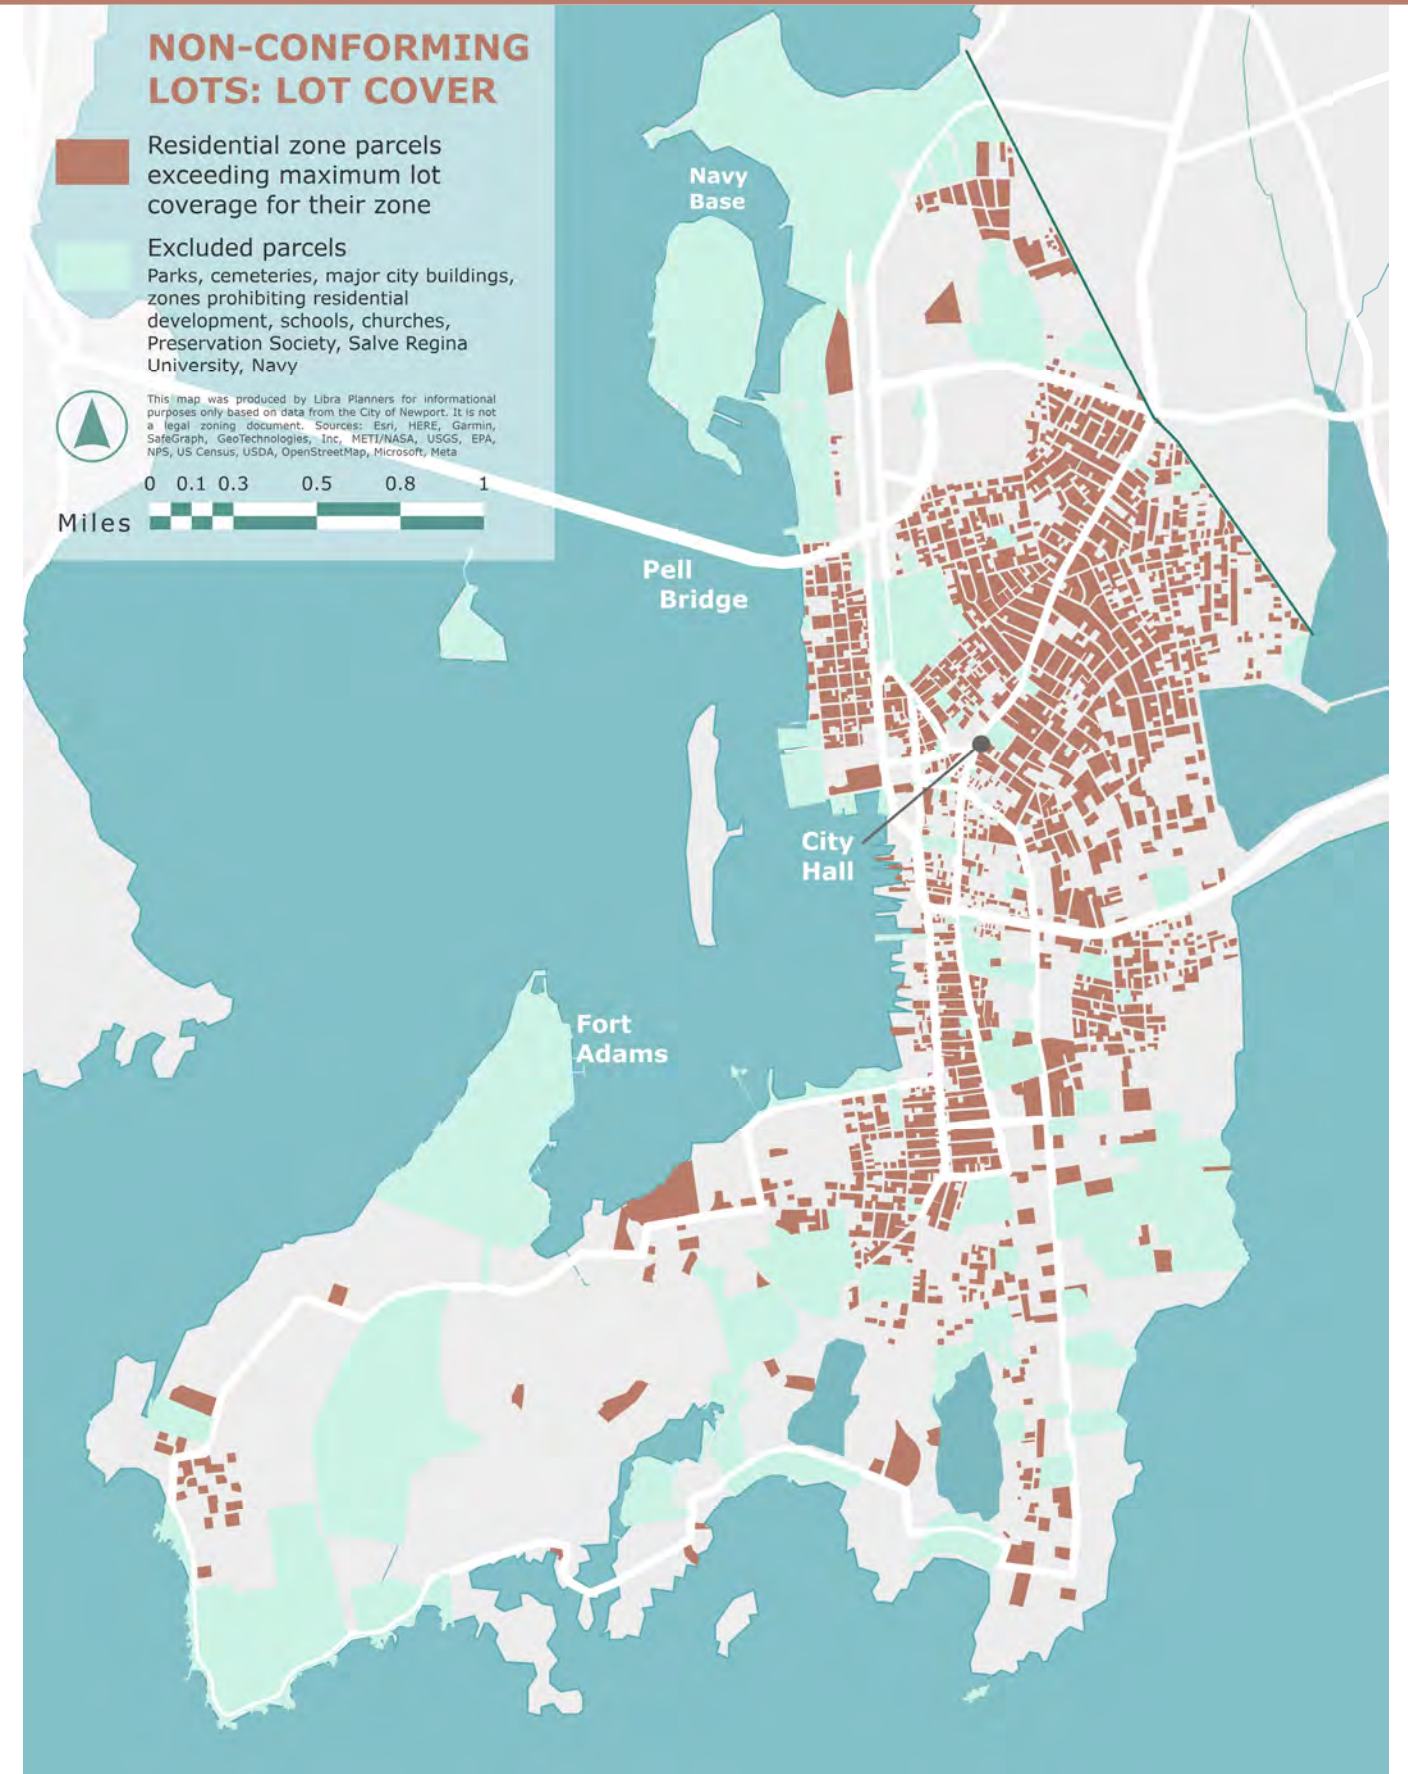 NON-CONFORMING
LOTS: LOT COVER
Residential zone parcels
exceeding maximum lot
coverage for their zone
Excluded parcels
Parks, cemeteries, major city buildings,
zones prohibiting residential
development, schools, churches,
Preservation Society, Salve Regina
University, Navy
This map was produced by Libra Planners for informational
purposes only based on data from the City of Newport. It is not
a legal zoning document. Sources: Esri, HERE, Garmin,
SafeGraph, GeoTechnologies, Inc, METI/NASA, USGS, EPA,
NPS, US Census, USDA, OpenStreetMap, Microsoft, Meta
0 0.1 0.3 0.5 0.8 1
Miles
Navy
Base
Pell
Bridge
City
Hall
Fort
Adams